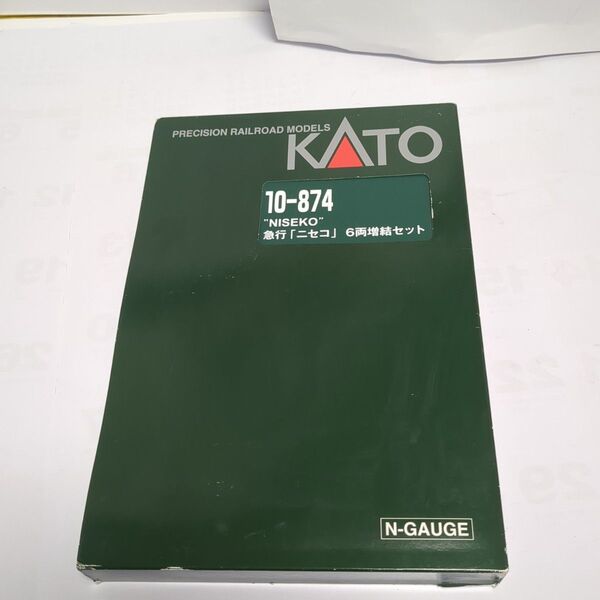 PRECISION RAILROAD MODELS
KATO
10-874
"NISEKO"
急行「ニセコ」 6両増結セット
N-GAUGE